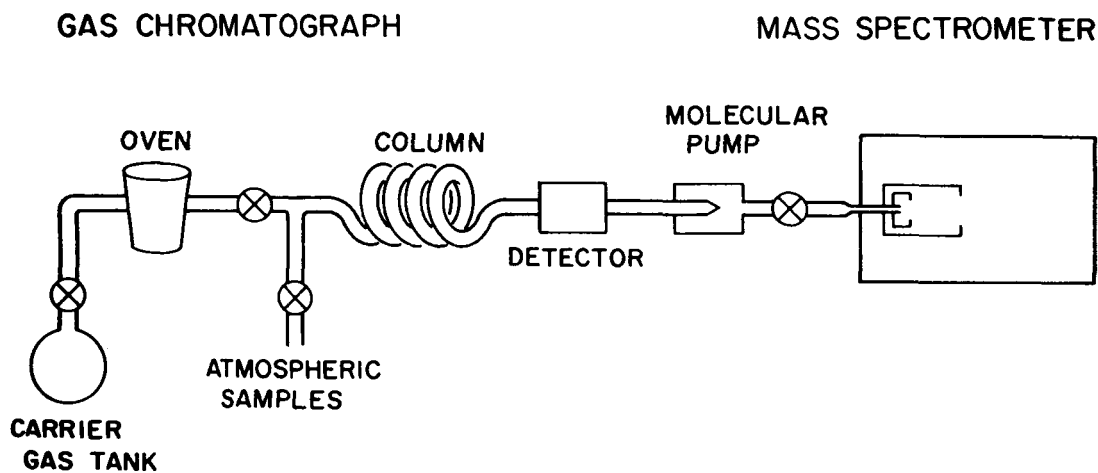 GAS CHROMATOGRAPH
MASS SPECTROMETER
OVEN
COLUMN
MOLECULAR
PUMP
DETECTOR
ATMOSPHERIC
SAMPLES
CARRIER
GAS TANK